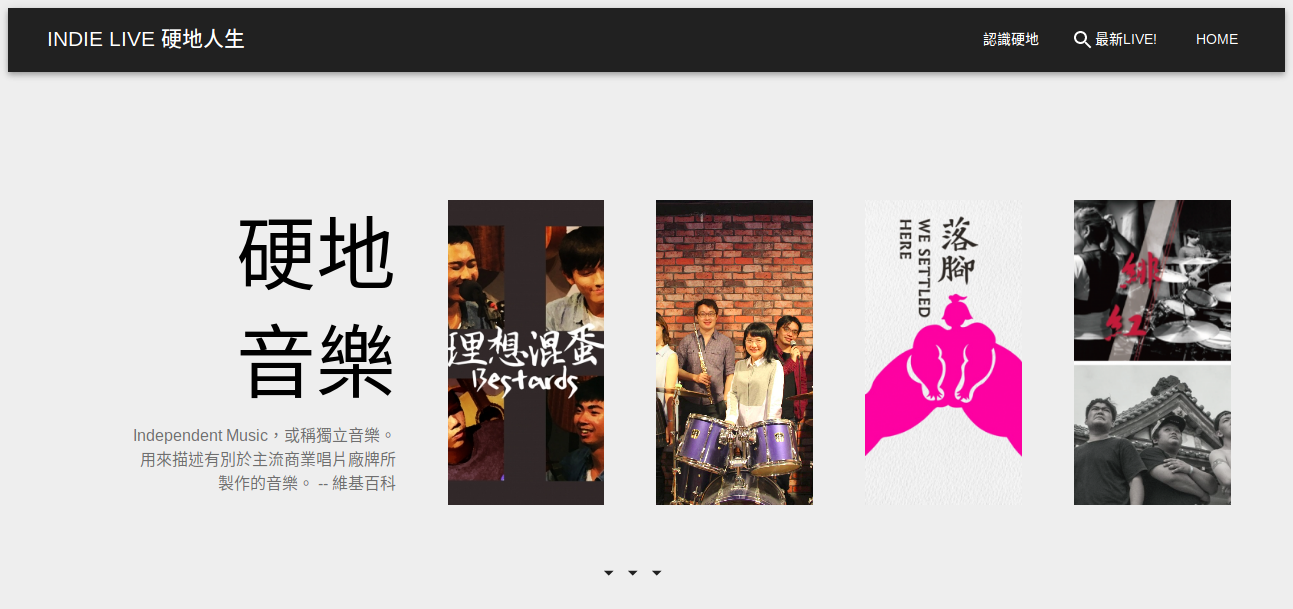 INDIE LIVE 硬地人生
認識硬地
最新LIVE!
HOME
硬地
音樂
Independent Music，或稱獨立音樂。
用來描述有別於主流商業唱片廠牌所
製作的音樂。 -- 維基百科
理想混蛋
Bestards
落腳
WE SETTLED
HERE
緋紅